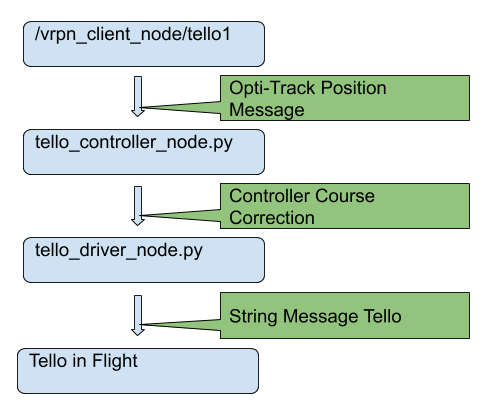 /vrpn_client_node/tello1
Opti-Track Position
Message
tello_controller_node.py
Controller Course
Correction
tello_driver_node.py
String Message Tello
Tello in Flight